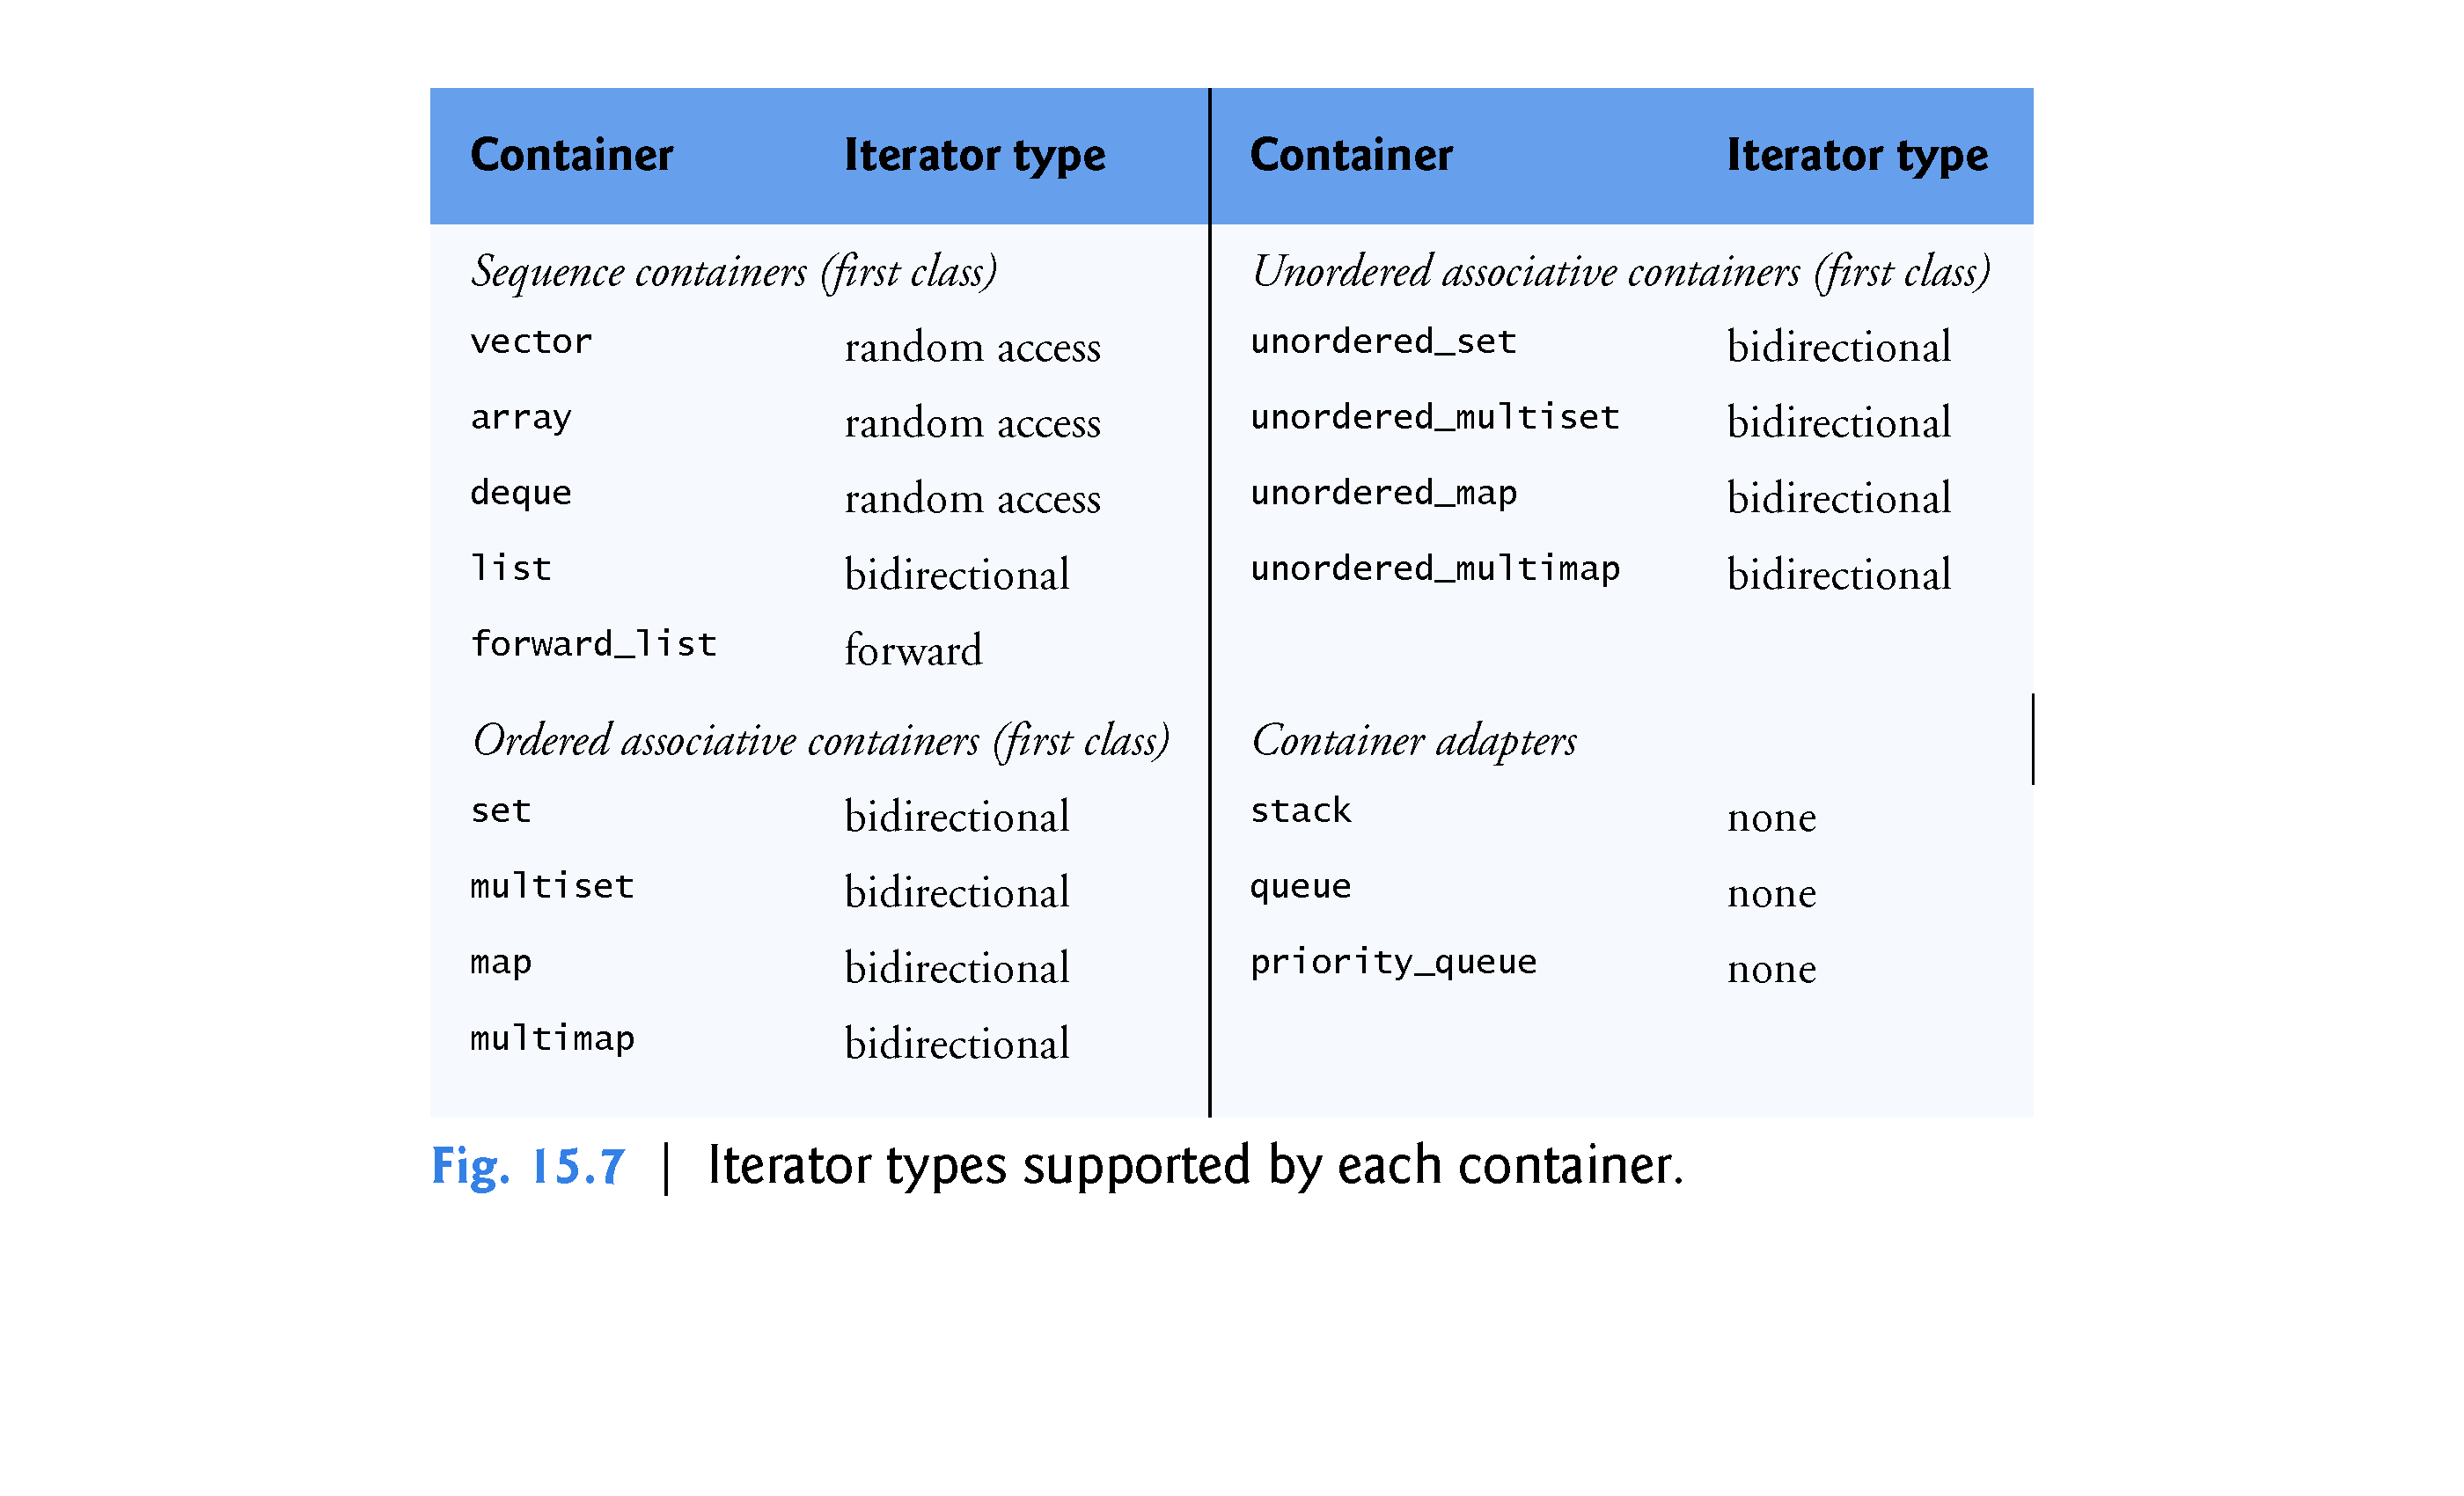 Container Iterator type Container Iterator type
Sequence containers (first class) Unordered associative containers (first class)
vector random access unordered_set bidirectional
array random access unordered_multiset bidirectional
deque random access unordered_map bidirectional
list bidirectional unordered_multimap bidirectional
forward_list forward
Ordered associative containers (first class) Container adapters
set bidirectional stack none
multiset bidirectional queue none
map bidirectional priority_queue none
multimap bidirectional
Fig. 15.7 | Iterator types supported by each container.